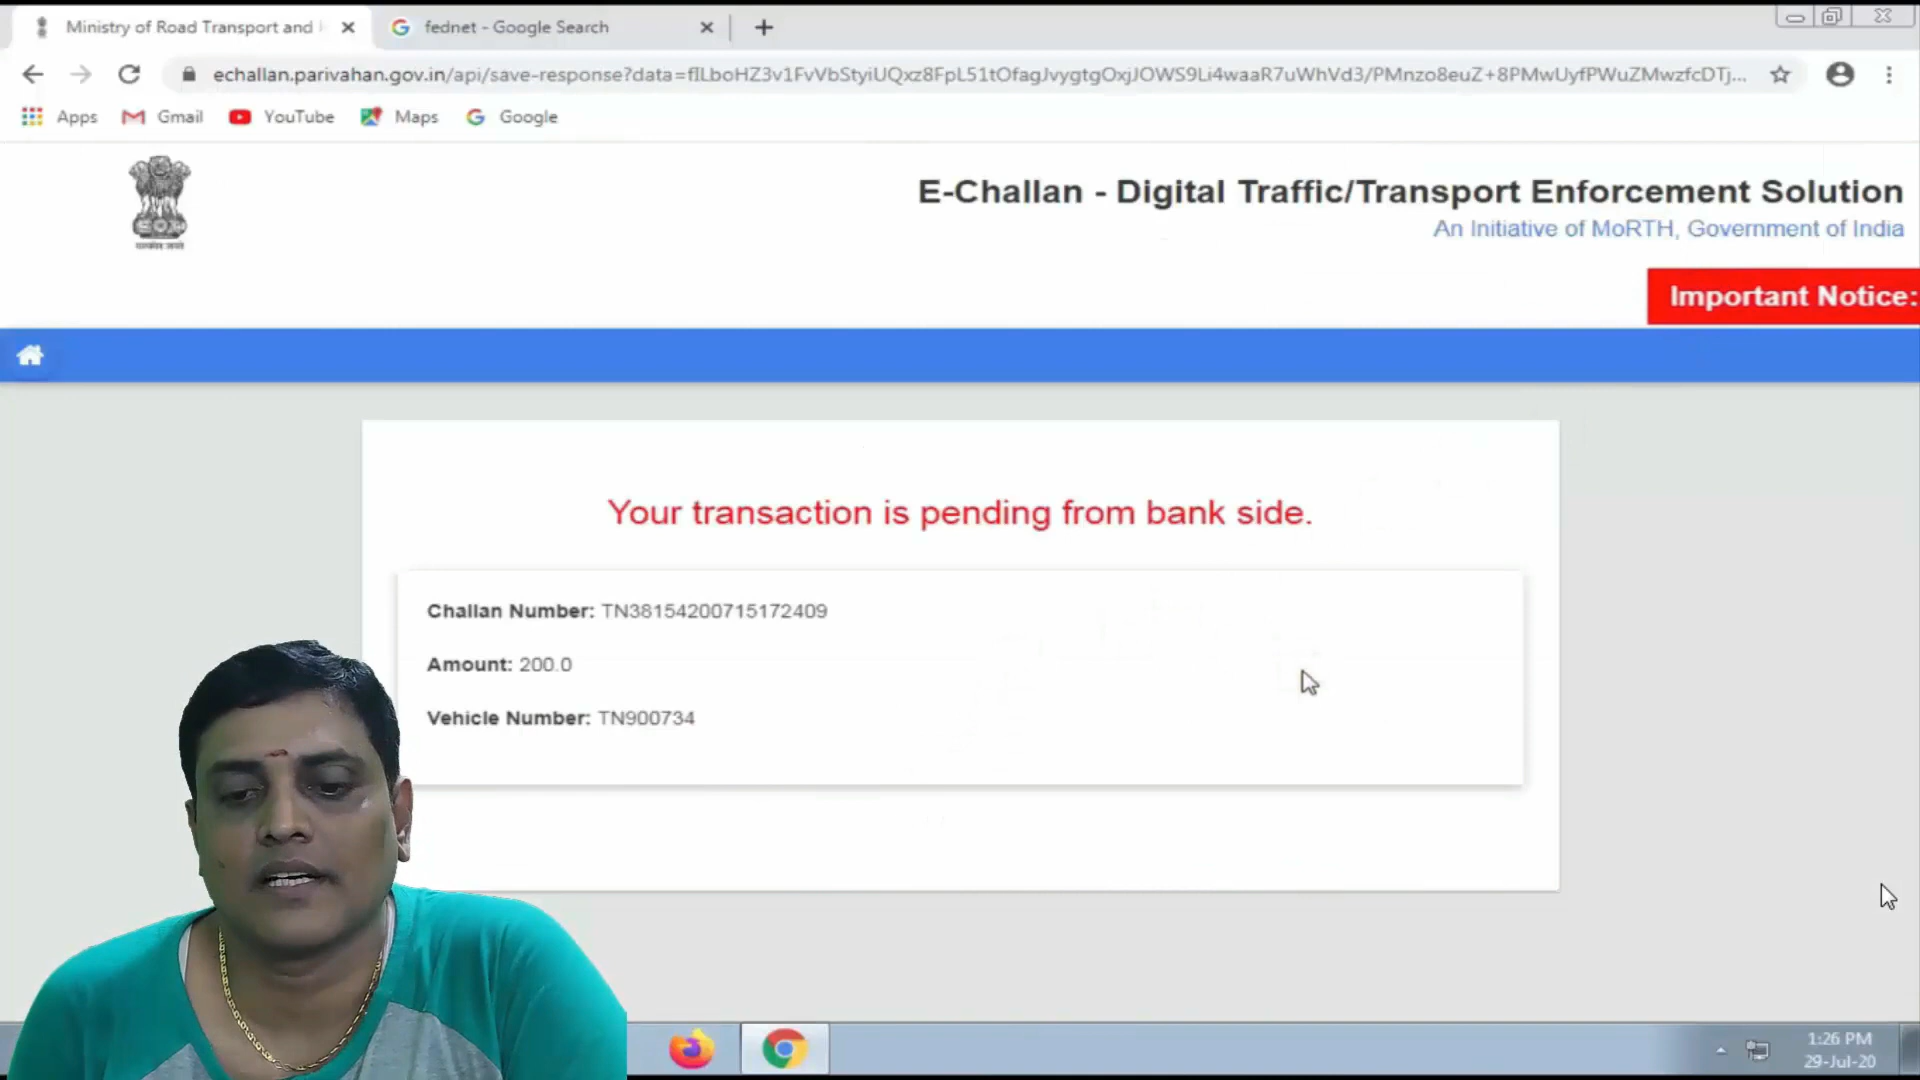 Ministry of Road Transport and
fednet - Google Search
echallan.parivahan.gov.in/api/save-response?data=fILboHZ3v1FvVbStyiUQxz8FpL51tOfagJvygtgOxjJOWS9Li4waaR7uWhVd3/PMnzo8euZ+8PMwUyfPWuZMwzfcDTj...
Apps
Gmail
YouTube
Maps
Google
E-Challan - Digital Traffic/Transport Enforcement Solution
An Initiative of MoRTH, Government of India
Important Notice:
Your transaction is pending from bank side.
Challan Number: TN38154200715172409
Amount: 200.0
Vehicle Number: TN900734
1:26 PM
29-Jul-20